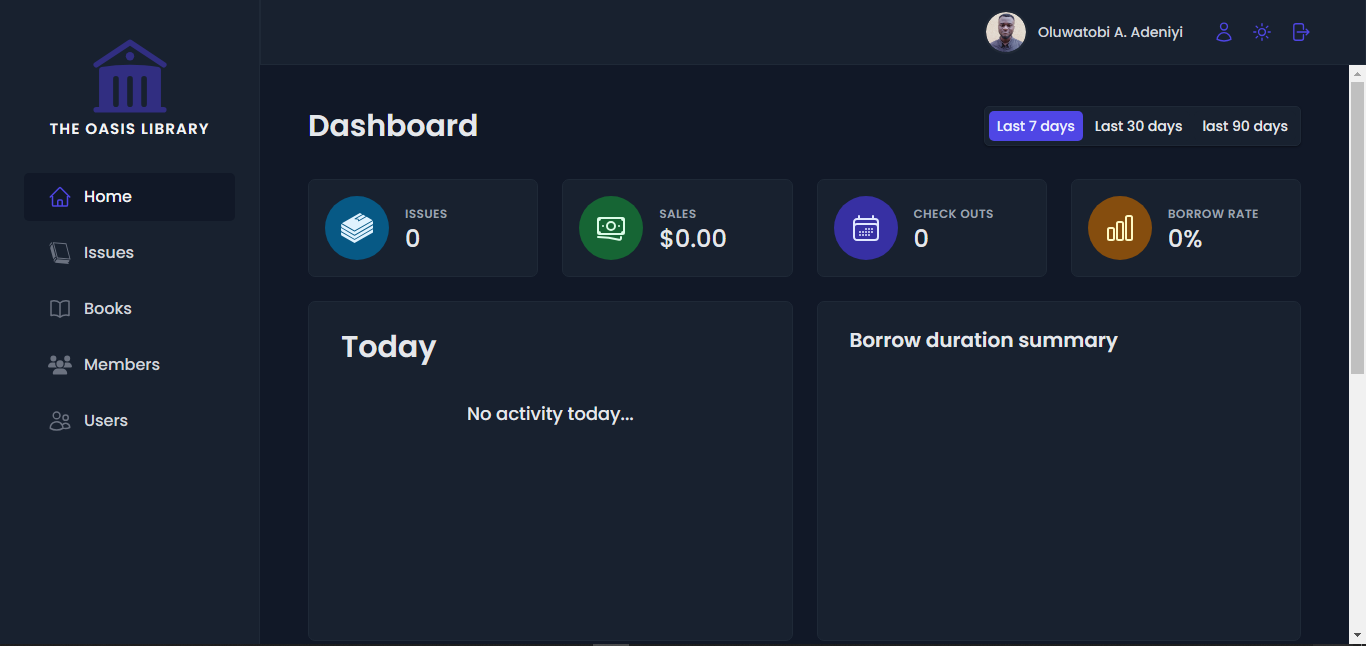 Oluwatobi A. Adeniyi
THE OASIS LIBRARY
Home
Issues
Books
Members
Users
Dashboard
Last 7 days
Last 30 days
last 90 days
ISSUES
0
SALES
$0.00
CHECK OUTS
0
BORROW RATE
0%
Today
No activity today...
Borrow duration summary